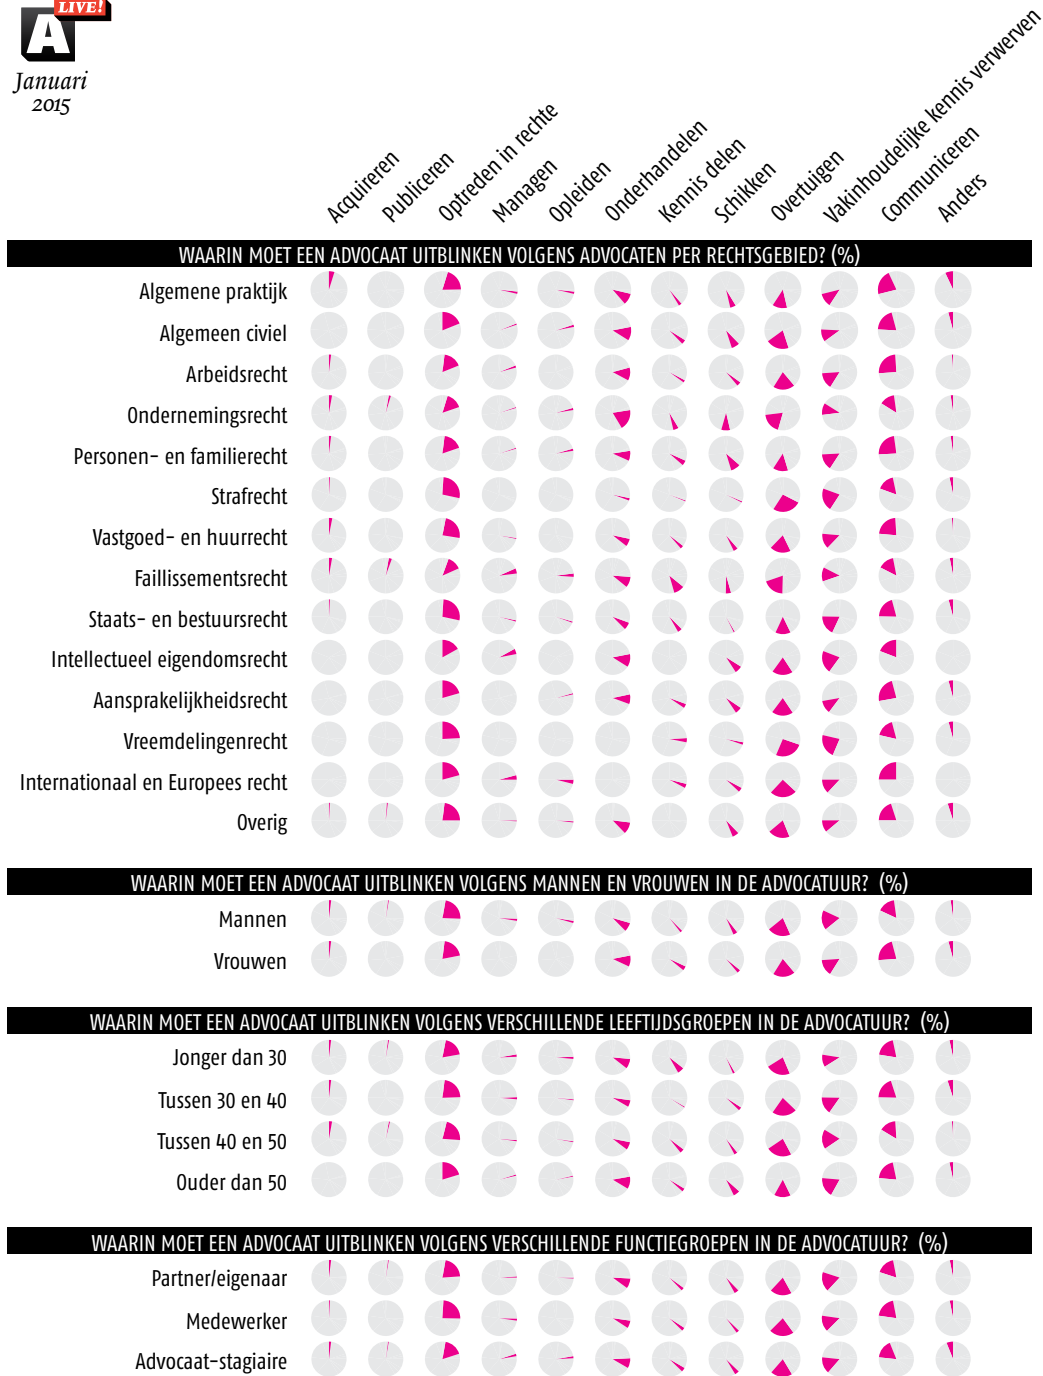 LIVE!
A
Januari
2015
Acquireren
Publiceren
Optreden in rechte
Managen
Opleiden
Onderhandelen
Kennis delen
Schikken
Overtuigen
Vakinhoudelijke kennis verwerven
Communiceren
Anders
WAARIN MOET EEN ADVOCAAT UITBLINKEN VOLGENS ADVOCATEN PER RECHTSGEBIED? (%)
Algemene praktijk
Algemeen civiel
Arbeidsrecht
Ondernemingsrecht
Personen- en familierecht
Strafrecht
Vastgoed- en huurrecht
Faillissementsrecht
Staats- en bestuursrecht
Intellectueel eigendomsrecht
Aansprakelijkheidsrecht
Vreemdelingenrecht
Internationaal en Europees recht
Overig
WAARIN MOET EEN ADVOCAAT UITBLINKEN VOLGENS MANNEN EN VROUWEN IN DE ADVOCATUUR? (%)
Mannen
Vrouwen
WAARIN MOET EEN ADVOCAAT UITBLINKEN VOLGENS VERSCHILLENDE LEEFTIJDSGROEPEN IN DE ADVOCATUUR? (%)
Jonger dan 30
Tussen 30 en 40
Tussen 40 en 50
Ouder dan 50
WAARIN MOET EEN ADVOCAAT UITBLINKEN VOLGENS VERSCHILLENDE FUNCTIEGROEPEN IN DE ADVOCATUUR? (%)
Partner/eigenaar
Medewerker
Advocaat-stagiaire